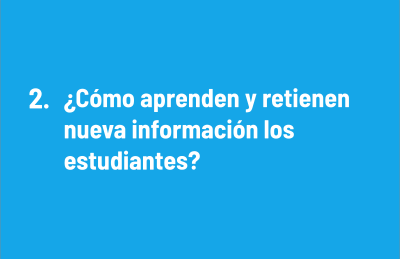 2. ¿Cómo aprenden y retienen
nueva información los
estudiantes?